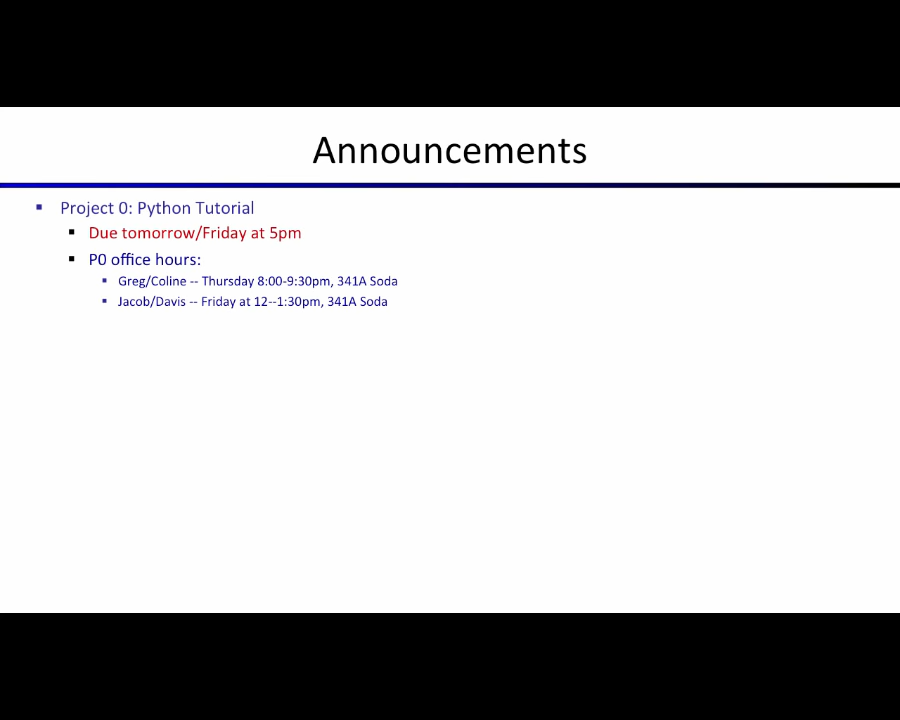 Announcements
Project 0: Python Tutorial
Due tomorrow/Friday at 5pm
P0 office hours:
Greg/Coline -- Thursday 8:00-9:30pm, 341A Soda
Jacob/Davis -- Friday at 12--1:30pm, 341A Soda